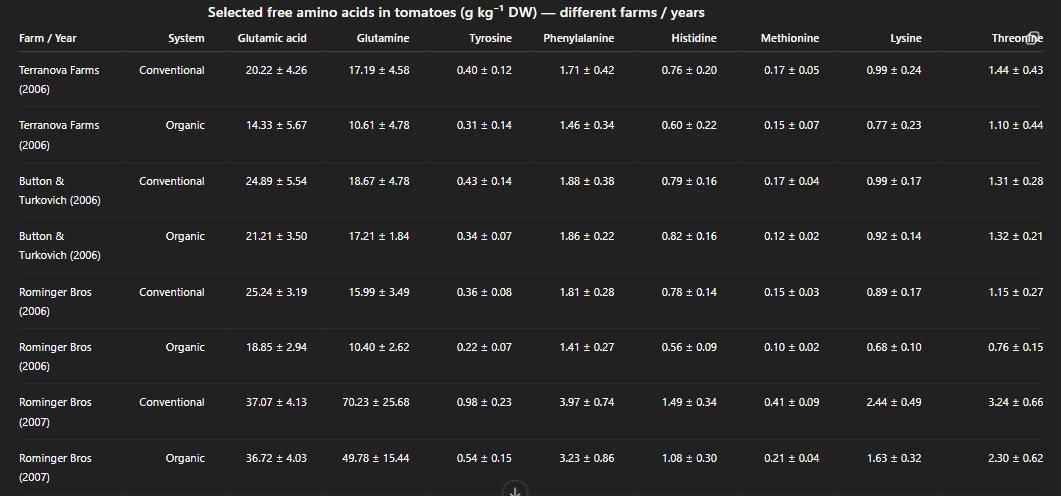 Selected free amino acids in tomatoes (g kg⁻¹ DW) — different farms / years
Farm / Year System Glutamic acid Glutamine Tyrosine Phenylalanine Histidine Methionine Lysine Threonine
Terranova Farms Conventional 20.22 ± 4.26 17.19 ± 4.58 0.40 ± 0.12 1.71 ± 0.42 0.76 ± 0.20 0.17 ± 0.05 0.99 ± 0.24 1.44 ± 0.43
(2006)
Terranova Farms Organic 14.33 ± 5.67 10.61 ± 4.78 0.31 ± 0.14 1.46 ± 0.34 0.60 ± 0.22 0.15 ± 0.07 0.77 ± 0.23 1.10 ± 0.44
(2006)
Button & Conventional 24.89 ± 5.54 18.67 ± 4.78 0.43 ± 0.14 1.88 ± 0.38 0.79 ± 0.16 0.17 ± 0.04 0.99 ± 0.17 1.31 ± 0.28
Turkovich (2006)
Button & Organic 21.21 ± 3.50 17.21 ± 1.84 0.34 ± 0.07 1.86 ± 0.22 0.82 ± 0.16 0.12 ± 0.02 0.92 ± 0.14 1.32 ± 0.21
Turkovich (2006)
Rominger Bros Conventional 25.24 ± 3.19 15.99 ± 3.49 0.36 ± 0.08 1.81 ± 0.28 0.78 ± 0.14 0.15 ± 0.03 0.89 ± 0.17 1.15 ± 0.27
(2006)
Rominger Bros Organic 18.85 ± 2.94 10.40 ± 2.62 0.22 ± 0.07 1.41 ± 0.27 0.56 ± 0.09 0.10 ± 0.02 0.68 ± 0.10 0.76 ± 0.15
(2006)
Rominger Bros Conventional 37.07 ± 4.13 70.23 ± 25.68 0.98 ± 0.23 3.97 ± 0.74 1.49 ± 0.34 0.41 ± 0.09 2.44 ± 0.49 3.24 ± 0.66
(2007)
Rominger Bros Organic 36.72 ± 4.03 49.78 ± 15.44 0.54 ± 0.15 3.23 ± 0.86 1.08 ± 0.30 0.21 ± 0.04 1.63 ± 0.32 2.30 ± 0.62
(2007)